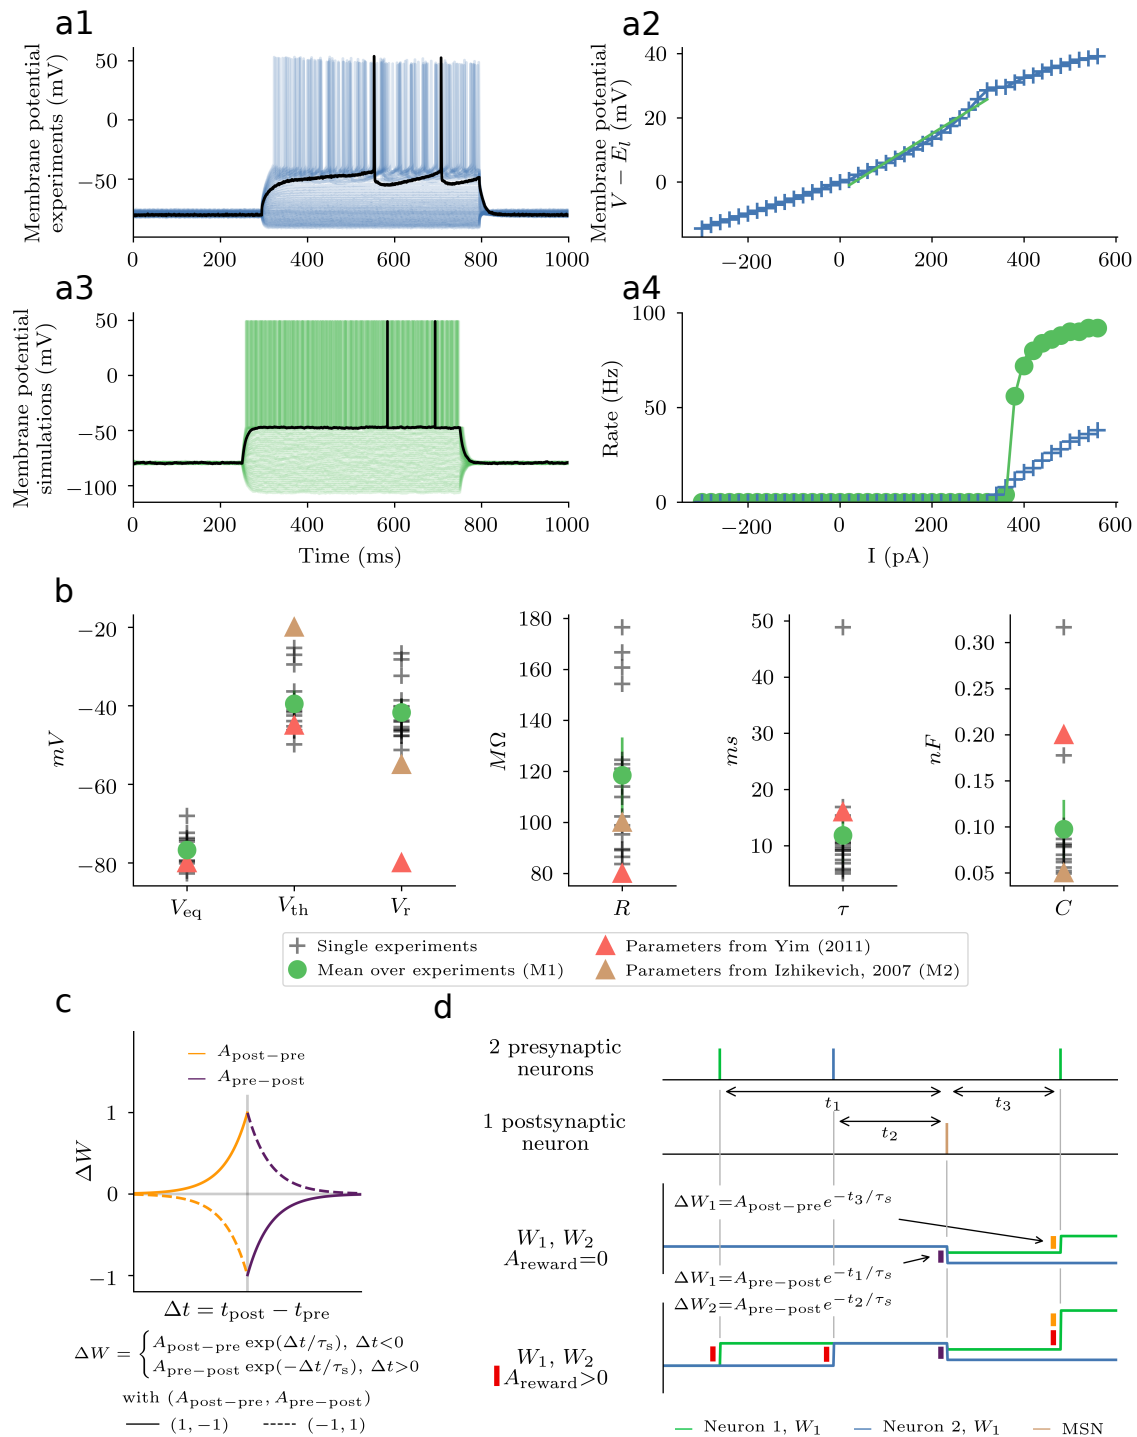 a1
Membrane potential
experiments (mV)
50
0
−50
0
200
400
600
800
1000
a2
Membrane potential
V − E_l (mV)
40
20
0
−200
0
200
400
600
a3
Membrane potential
simulations (mV)
50
0
−50
−100
0
200
400
600
800
1000
Time (ms)
a4
Rate (Hz)
100
50
0
−200
0
200
400
600
I (pA)
b
mV
−20
−40
−60
−80
V_eq
V_th
V_r
MΩ
180
160
140
120
100
80
R
ms
50
40
30
20
10
τ
nF
0.30
0.25
0.20
0.15
0.10
0.05
C
Single experiments
Mean over experiments (M1)
Parameters from Yim (2011)
Parameters from Izhikevich, 2007 (M2)
c
A_post−pre
A_pre−post
ΔW
1
0
−1
Δt = t_post − t_pre
ΔW = { A_post−pre exp(Δt/τ_s), Δt<0
A_pre−post exp(−Δt/τ_s), Δt>0
with (A_post−pre, A_pre−post)
(1, −1)
(−1, 1)
d
2 presynaptic
neurons
t_1
t_3
1 postsynaptic
neuron
t_2
ΔW_1=A_post−pre e^−t_3/τ_s
W_1, W_2
A_reward=0
ΔW_1=A_pre−post e^−t_1/τ_s
ΔW_2=A_pre−post e^−t_2/τ_s
W_1, W_2
A_reward>0
Neuron 1, W_1
Neuron 2, W_1
MSN